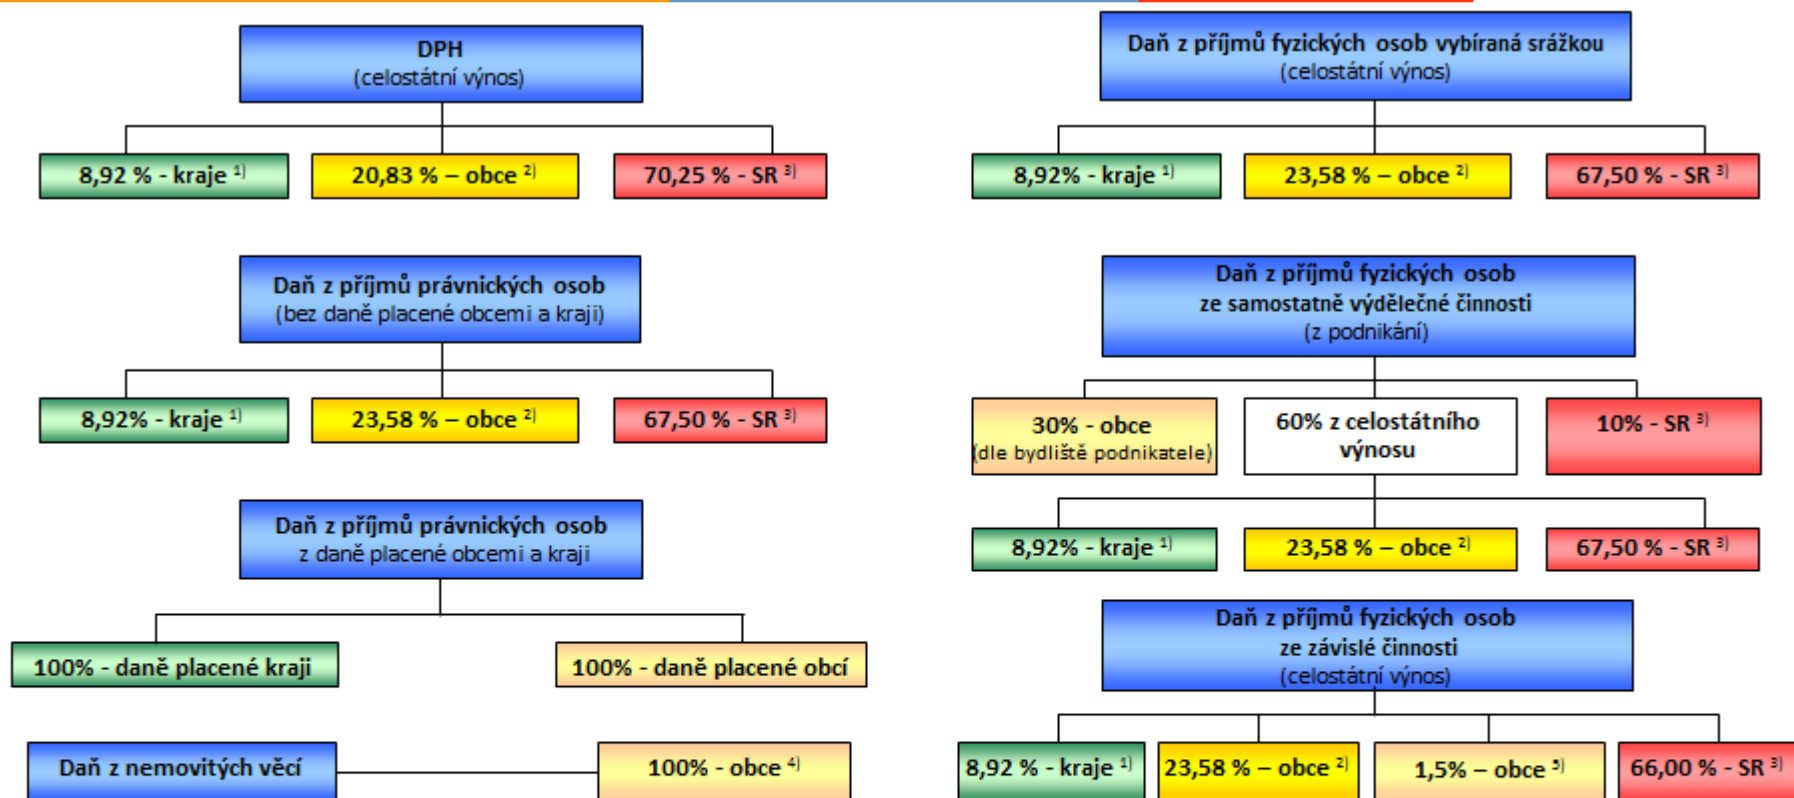 DPH
(celostátní výnos)
8,92 % - kraje 1)
20,83 % – obce 2)
70,25 % - SR 3)
Daň z příjmů právnických osob
(bez daně placené obcemi a kraji)
8,92% - kraje 1)
23,58 % – obce 2)
67,50 % - SR 3)
Daň z příjmů právnických osob
z daně placené obcemi a kraji
100% - daně placené kraji
100% - daně placené obcí
Daň z nemovitých věcí
100% - obce 4)
Daň z příjmů fyzických osob vybíraná srážkou
(celostátní výnos)
8,92% - kraje 1)
23,58 % – obce 2)
67,50 % - SR 3)
Daň z příjmů fyzických osob
ze samostatně výdělečné činnosti
(z podnikání)
30% - obce
(dle bydliště podnikatele)
60% z celostátního
výnosu
10% - SR 3)
8,92% - kraje 1)
23,58 % – obce 2)
67,50 % - SR 3)
Daň z příjmů fyzických osob
ze závislé činnosti
(celostátní výnos)
8,92 % - kraje 1)
23,58 % – obce 2)
1,5% – obce 5)
66,00 % - SR 3)